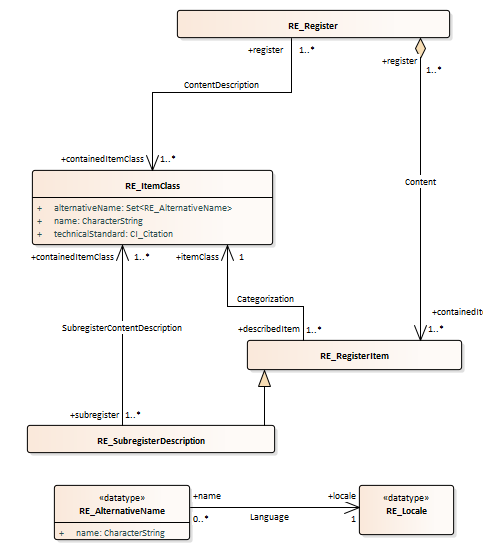 RE_Register
+register 1..*
+register
1..*
ContentDescription
+containedItemClass 1..*
RE_ItemClass
+ alternativeName: Set<RE_AlternativeName>
+ name: CharacterString
+ technicalStandard: CI_Citation
Content
+containedItemClass 1..* +itemClass 1
Categorization
+containedIt
SubregisterContentDescription
+describedItem 1..*
1..*
RE_RegisterItem
+subregister 1..*
RE_SubregisterDescription
«datatype»
RE_AlternativeName
+ name: CharacterString
+name
0..*
Language
+locale
1
«datatype»
RE_Locale